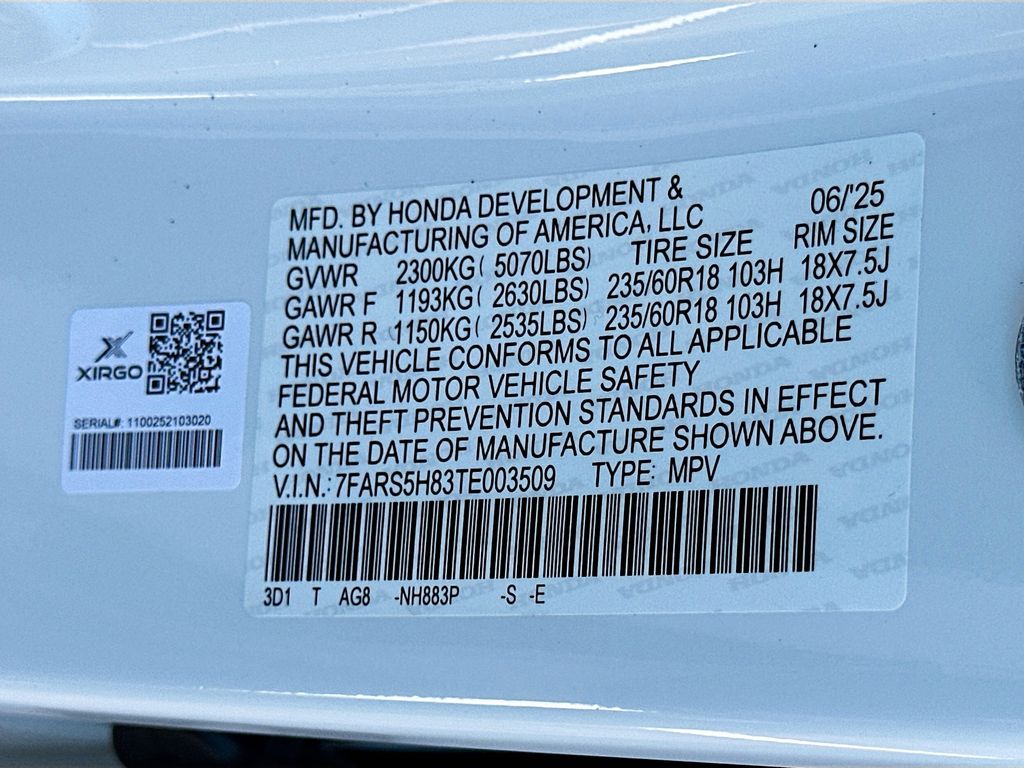 MFD. BY HONDA DEVELOPMENT & 06/'25
MANUFACTURING OF AMERICA, LLC
GVWR 2300KG( 5070LBS) TIRE SIZE RIM SIZE
GAWR F 1193KG( 2630LBS) 235/60R18 103H 18X7.5J
GAWR R 1150KG( 2535LBS) 235/60R18 103H 18X7.5J
THIS VEHICLE CONFORMS TO ALL APPLICABLE
FEDERAL MOTOR VEHICLE SAFETY
AND THEFT PREVENTION STANDARDS IN EFFECT
ON THE DATE OF MANUFACTURE SHOWN ABOVE.
V.I.N.: 7FARS5H83TE003509 TYPE: MPV
3D1 T AG8 -NH883P -S -E
XIRGO
SERIAL#: 1100252103020